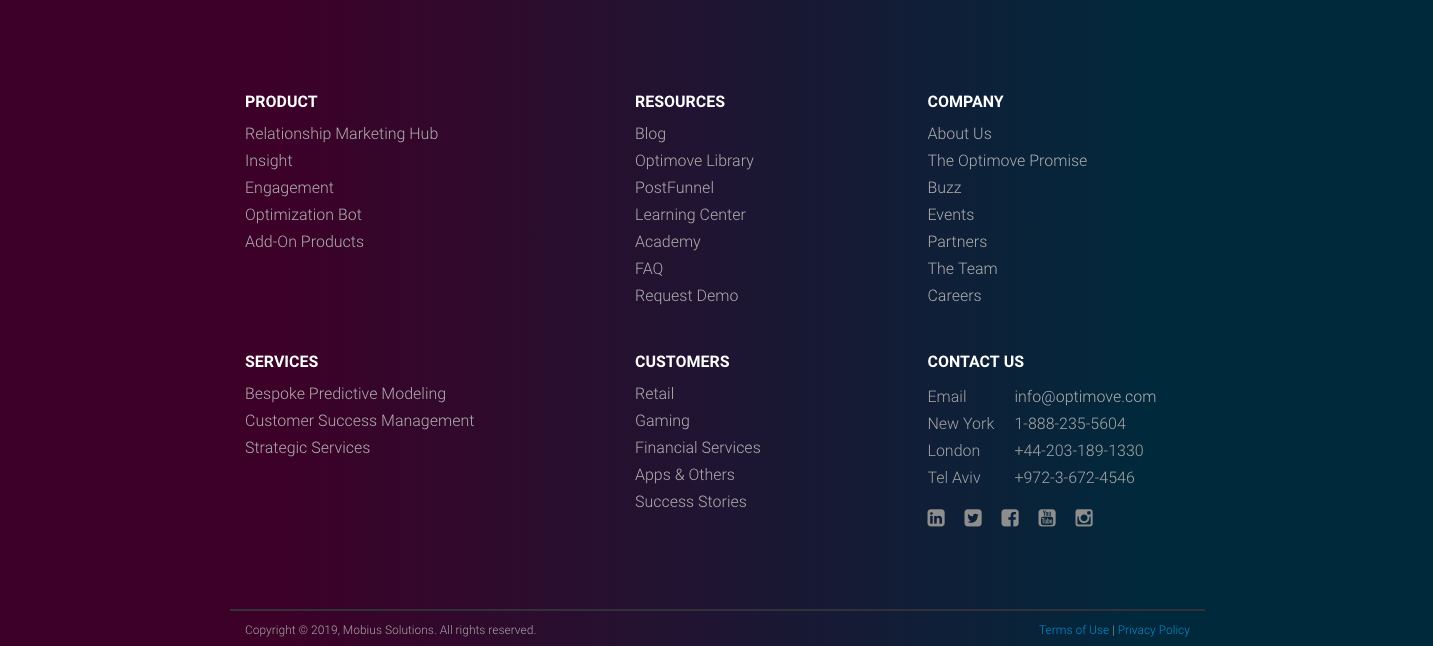 PRODUCT
Relationship Marketing Hub
Insight
Engagement
Optimization Bot
Add-On Products
RESOURCES
Blog
Optimove Library
PostFunnel
Learning Center
Academy
FAQ
Request Demo
COMPANY
About Us
The Optimove Promise
Buzz
Events
Partners
The Team
Careers
SERVICES
Bespoke Predictive Modeling
Customer Success Management
Strategic Services
CUSTOMERS
Retail
Gaming
Financial Services
Apps & Others
Success Stories
CONTACT US
Email info@optimove.com
New York 1-888-235-5604
London +44-203-189-1330
Tel Aviv +972-3-672-4546
in
You
Tube
Copyright © 2019, Mobius Solutions. All rights reserved.
Terms of Use | Privacy Policy